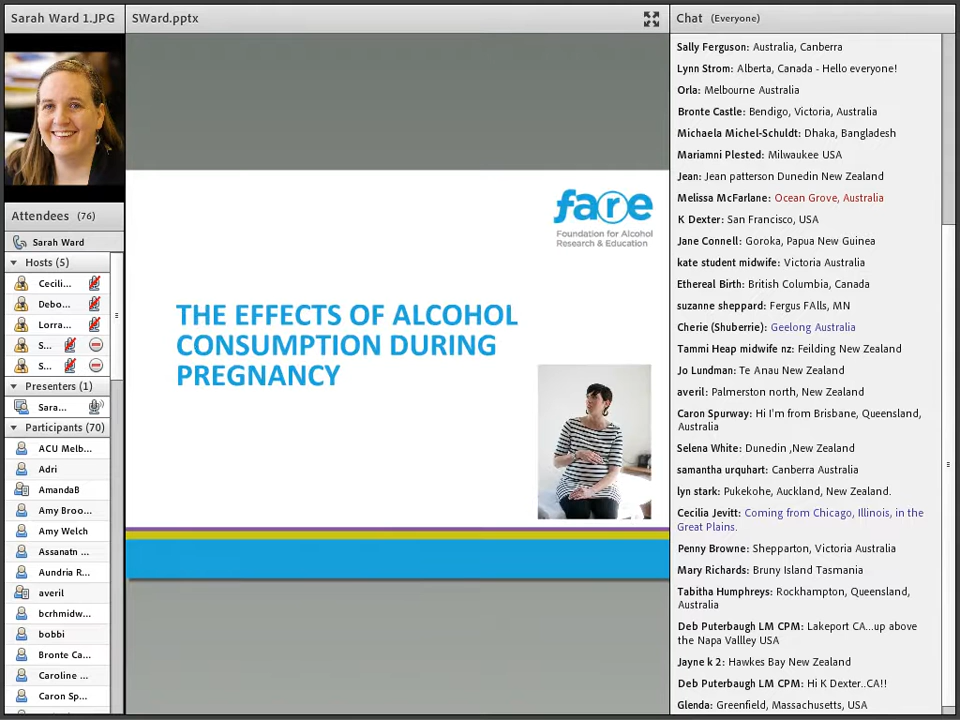 Sarah Ward 1.JPG
Attendees (76)
Sarah Ward
Hosts (5)
Cecili...
Debo...
Lorra...
S...
S...
Presenters (1)
Sara...
Participants (70)
ACU Melb...
Adri
AmandaB
Amy Broo...
Amy Welch
Assanatn ...
Aundria R...
averil
bcrhmidw...
bobbi
Bronte Ca...
Caroline ...
Caron Sp...
SWard.pptx
fare
Foundation for Alcohol
Research & Education
THE EFFECTS OF ALCOHOL
CONSUMPTION DURING
PREGNANCY
Chat (Everyone)
Sally Ferguson: Australia, Canberra
Lynn Strom: Alberta, Canada - Hello everyone!
Orla: Melbourne Australia
Bronte Castle: Bendigo, Victoria, Australia
Michaela Michel-Schuldt: Dhaka, Bangladesh
Mariamni Plested: Milwaukee USA
Jean: Jean patterson Dunedin New Zealand
Melissa McFarlane: Ocean Grove, Australia
K Dexter: San Francisco, USA
Jane Connell: Goroka, Papua New Guinea
kate student midwife: Victoria Australia
Ethereal Birth: British Columbia, Canada
suzanne sheppard: Fergus FAlls, MN
Cherie (Shuberrie): Geelong Australia
Tammi Heap midwife nz: Feilding New Zealand
Jo Lundman: Te Anau New Zealand
averil: Palmerston north, New Zealand
Caron Spurway: Hi I'm from Brisbane, Queensland,
Australia
Selena White: Dunedin ,New Zealand
samantha urquhart: Canberra Australia
lyn stark: Pukekohe, Auckland, New Zealand.
Cecilia Jevitt: Coming from Chicago, Illinois, in the
Great Plains.
Penny Browne: Shepparton, Victoria Australia
Mary Richards: Bruny Island Tasmania
Tabitha Humphreys: Rockhampton, Queensland,
Australia
Deb Puterbaugh LM CPM: Lakeport CA...up above
the Napa Vallley USA
Jayne k 2: Hawkes Bay New Zealand
Deb Puterbaugh LM CPM: Hi K Dexter..CA!!
Glenda: Greenfield, Massachusetts, USA